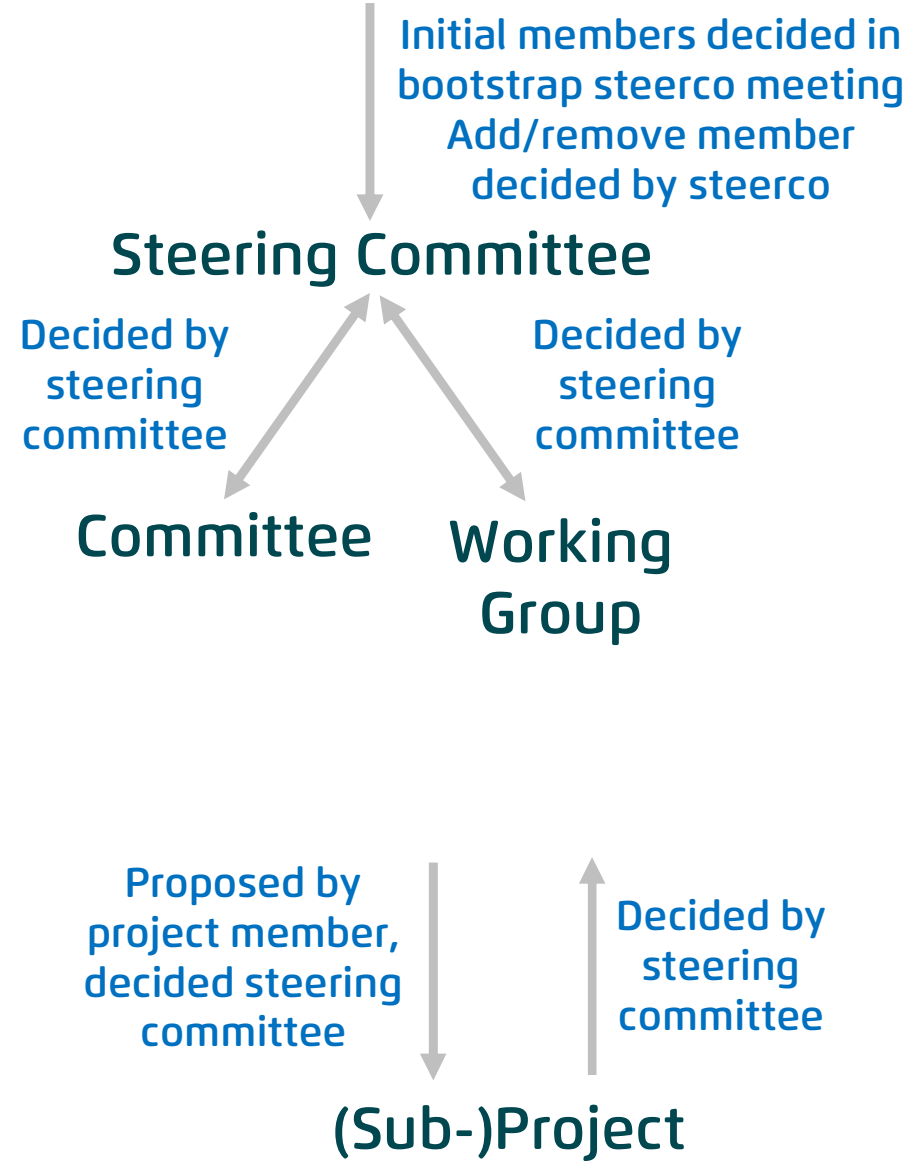 Initial members decided in
bootstrap steerco meeting
Add/remove member
decided by steerco
Steering Committee
Decided by
steering
committee
Decided by
steering
committee
Committee
Working
Group
Proposed by
project member,
decided steering
committee
Decided by
steering
committee
(Sub-)Project